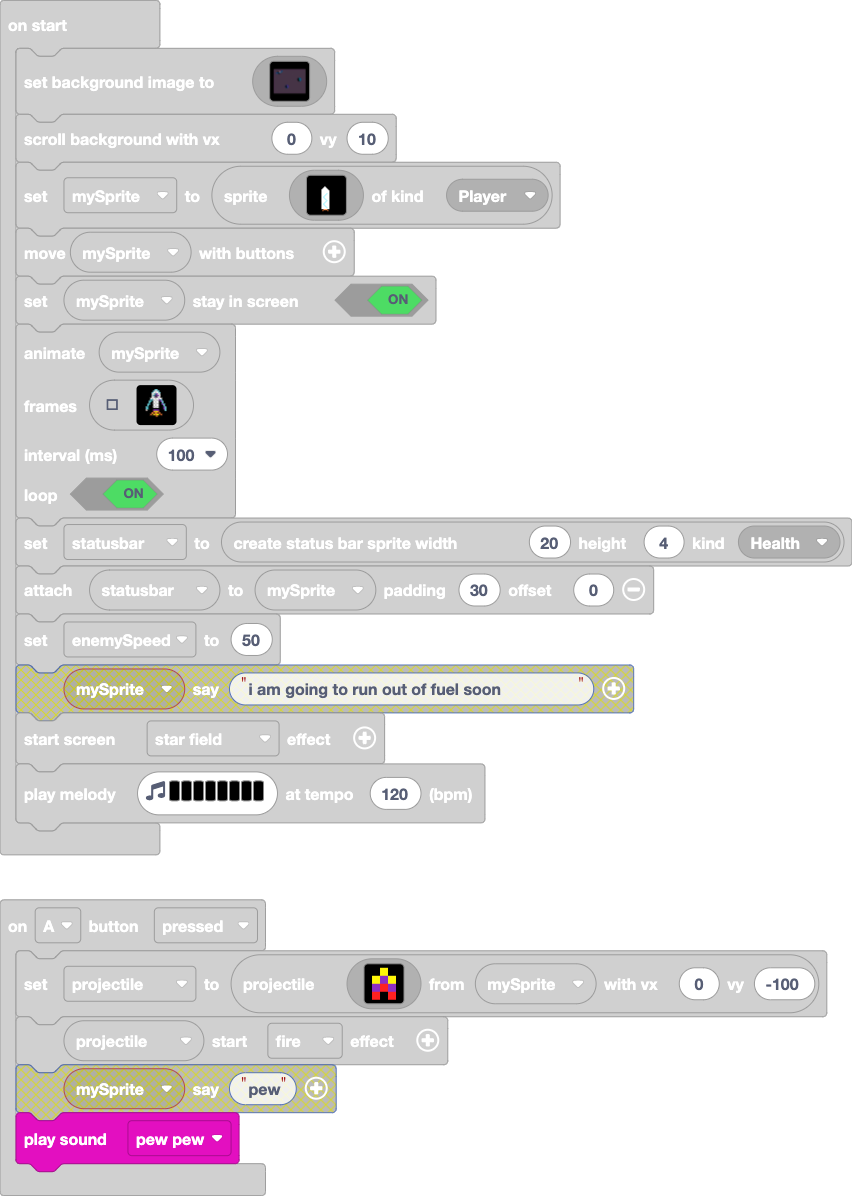 on start
set background image to
scroll background with vx 0 vy 10
set mySprite to sprite of kind Player
move mySprite with buttons
set mySprite stay in screen ON
animate mySprite
frames
interval (ms) 100
loop ON
set statusbar to create status bar sprite width 20 height 4 kind Health
attach statusbar to mySprite padding 30 offset 0
set enemySpeed to 50
mySprite say "i am going to run out of fuel soon"
start screen star field effect
play melody at tempo 120 (bpm)
on A button pressed
set projectile to projectile from mySprite with vx 0 vy -100
projectile start fire effect
mySprite say "pew"
play sound pew pew